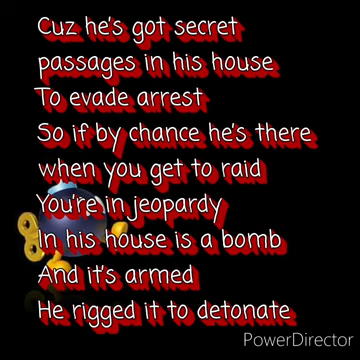 Cuz he's got secret
passages in his house
To evade arrest
So if by chance he's there
when you get to raid
You're in jeopardy
In his house is a bomb
And it's armed
He rigged it to detonate
PowerDirector